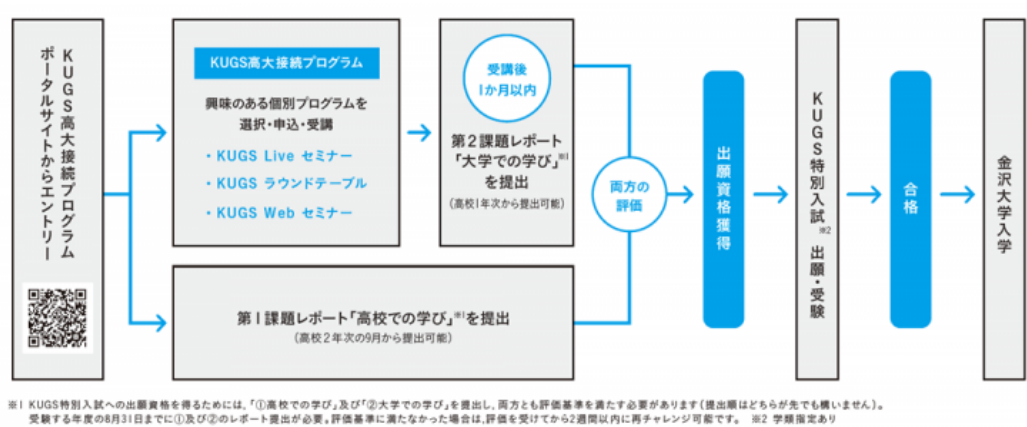 KUGS高大接続プログラム
ポータルサイトからエントリー
KUGS高大接続プログラム
興味のある個別プログラムを
選択・申込・受講
・KUGS Live セミナー
・KUGS ラウンドテーブル
・KUGS Web セミナー
受講後
1か月以内
第2課題レポート
「大学での学び」※1
を提出
(高校1年次から提出可能)
第1課題レポート「高校での学び」※1を提出
(高校2年次の9月から提出可能)
両方の
評価
出願資格獲得
KUGS特別入試※2 出願・受験
合格
金沢大学入学
※1 KUGS特別入試への出願資格を得るためには、「①高校での学び」及び「②大学での学び」を提出し、両方とも評価基準を満たす必要があります(提出順はどちらが先でも構いません)。
受験する年度の8月31日までに①及び②のレポート提出が必要。評価基準に満たなかった場合は、評価を受けてから2週間以内に再チャレンジ可能です。 ※2 学類指定あり